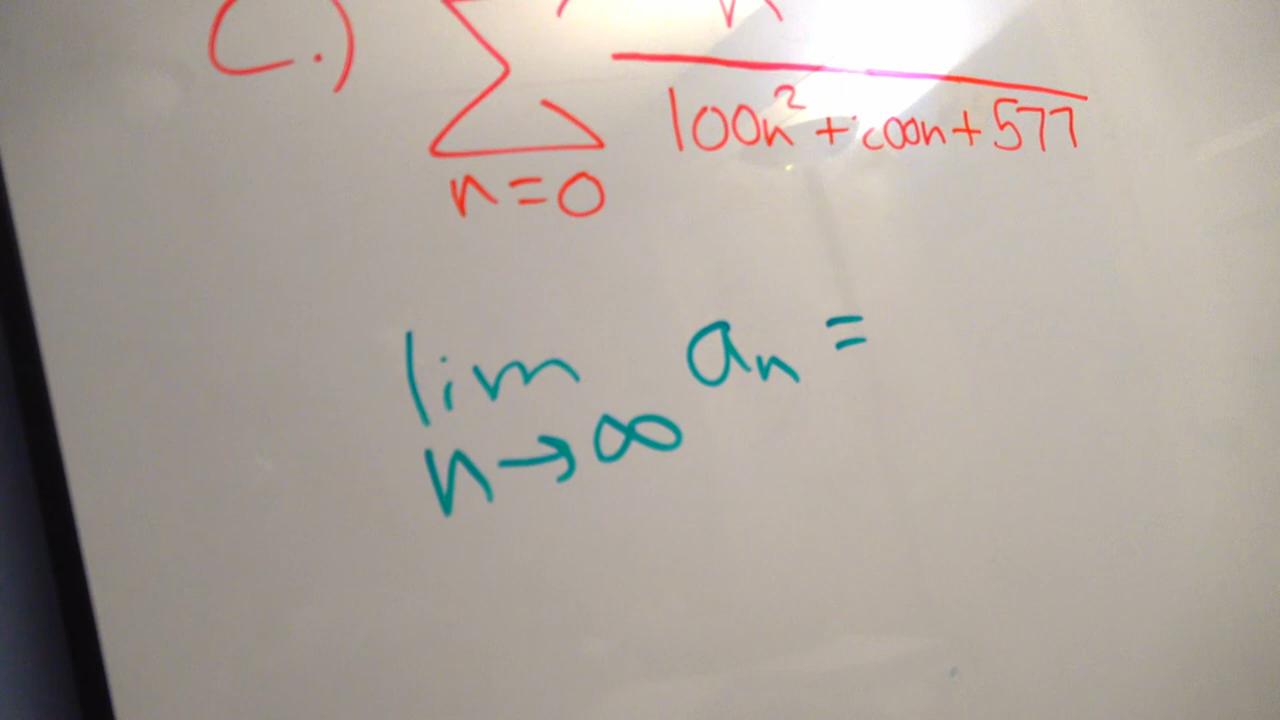 C.) Σ n
100n² + 200n + 577
n=0
lim aₙ =
n→∞